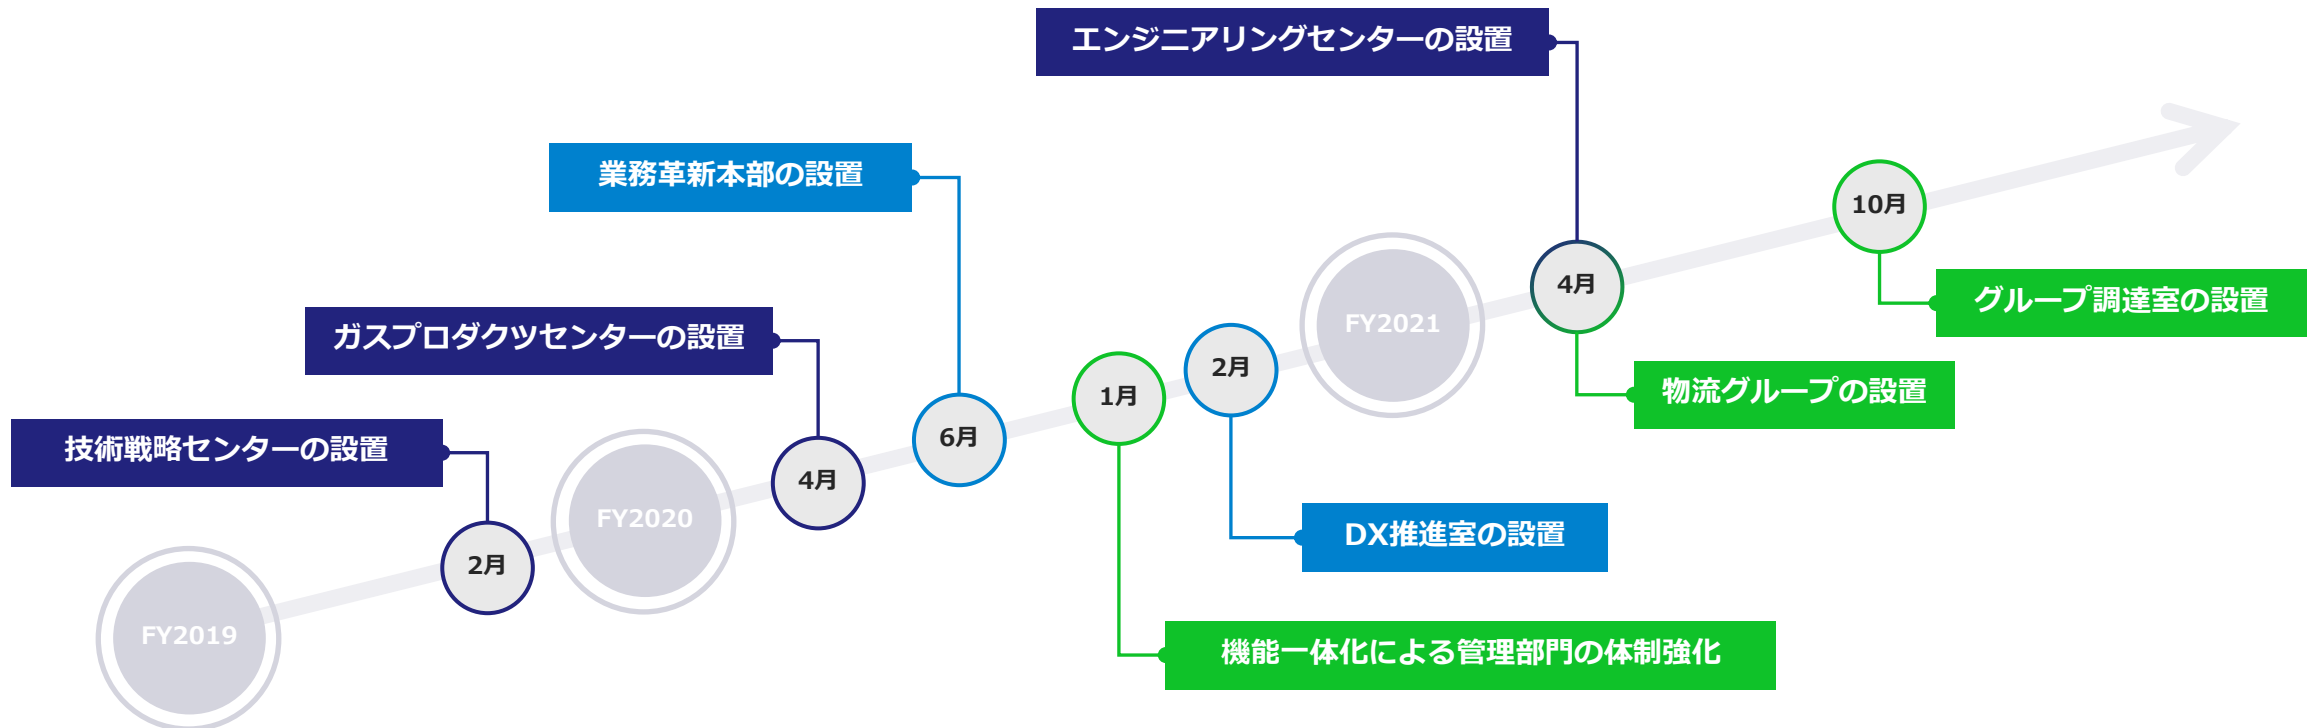 エンジニアリングセンターの設置
業務革新本部の設置
10月
グループ調達室の設置
4月
FY2021
ガスプロダクツセンターの設置
2月
1月
物流グループの設置
6月
技術戦略センターの設置
4月
FY2020
DX推進室の設置
2月
FY2019
機能一体化による管理部門の体制強化